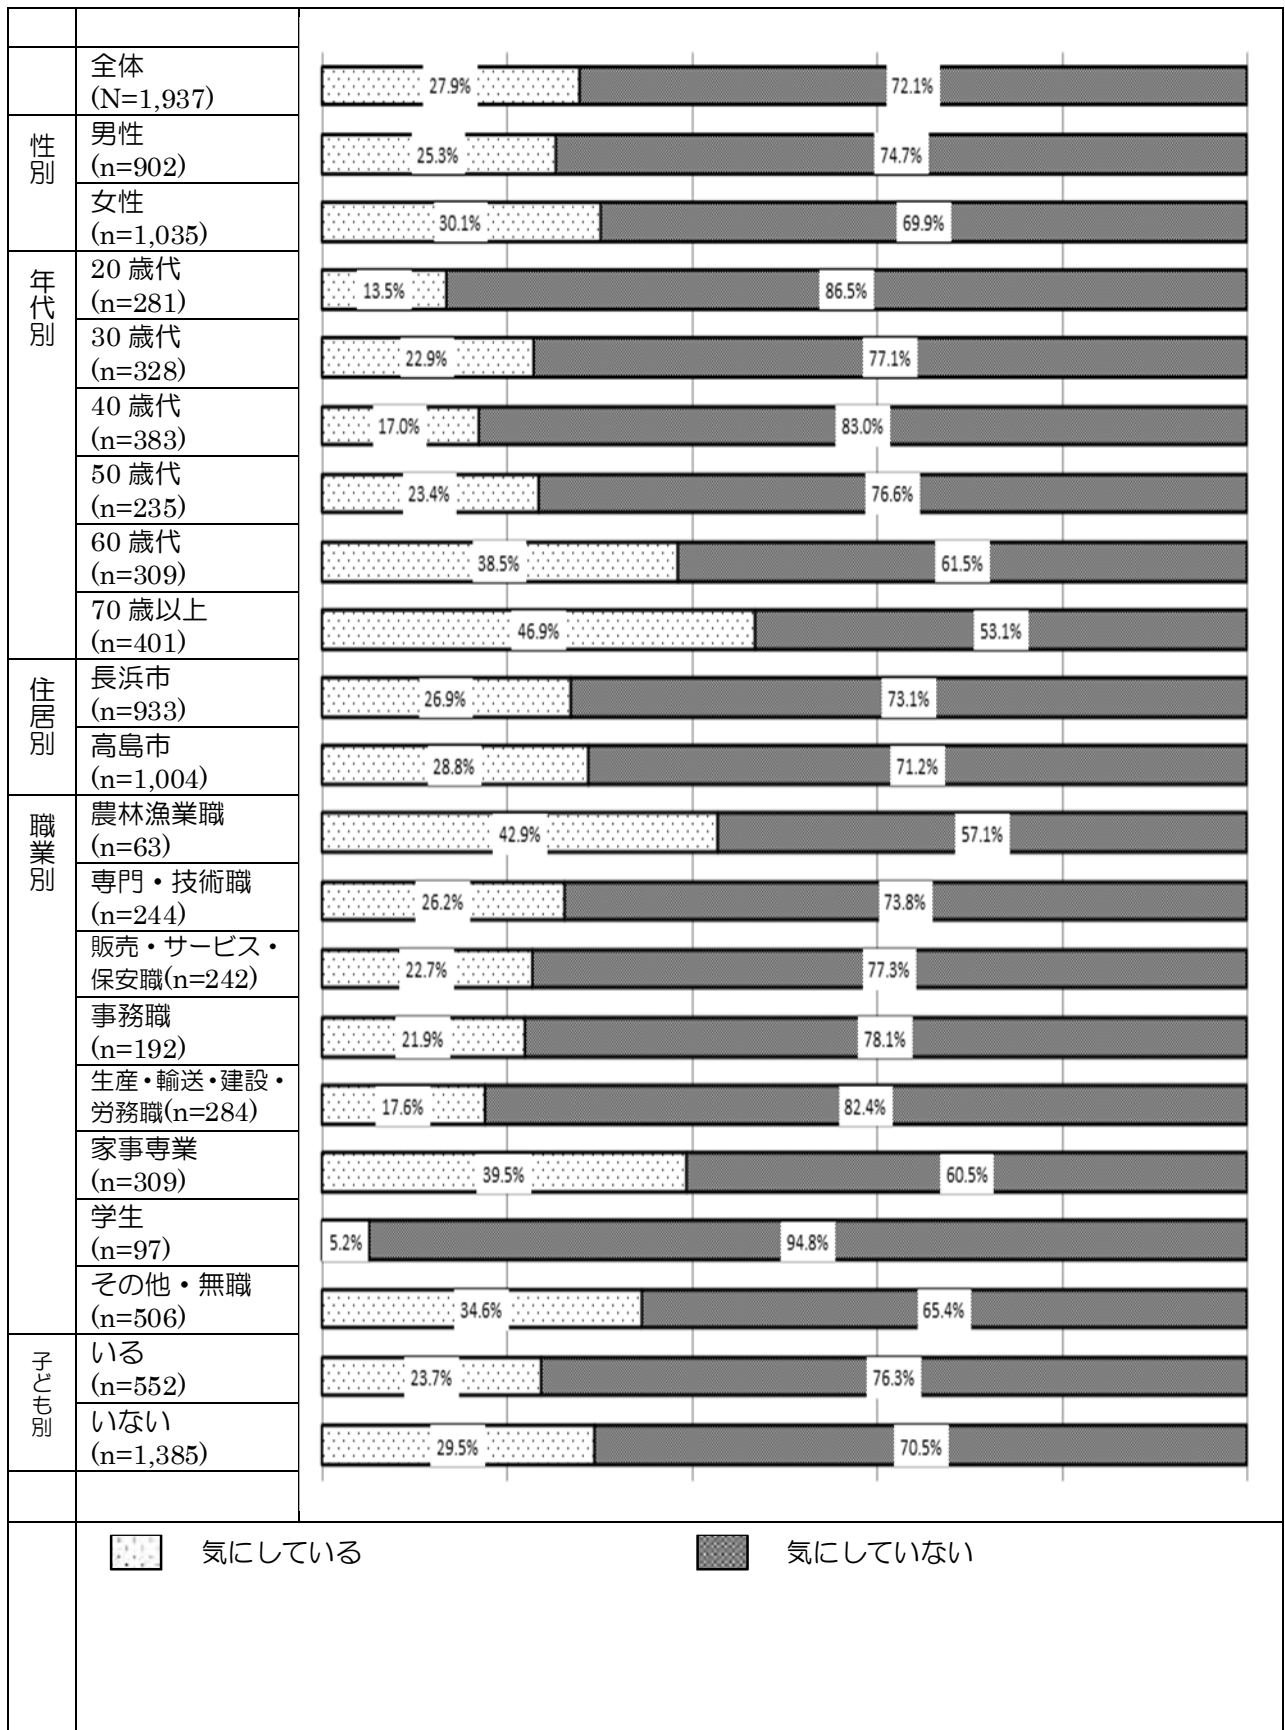 全体
(N=1,937)
27.9%
72.1%
性別
男性
(n=902)
25.3%
74.7%
女性
(n=1,035)
30.1%
69.9%
年代別
20 歳代
(n=281)
13.5%
86.5%
30 歳代
(n=328)
22.9%
77.1%
40 歳代
(n=383)
17.0%
83.0%
50 歳代
(n=235)
23.4%
76.6%
60 歳代
(n=309)
38.5%
61.5%
70 歳以上
(n=401)
46.9%
53.1%
住居別
長浜市
(n=933)
26.9%
73.1%
高島市
(n=1,004)
28.8%
71.2%
職業別
農林漁業職
(n=63)
42.9%
57.1%
専門・技術職
(n=244)
26.2%
73.8%
販売・サービス・
保安職(n=242)
22.7%
77.3%
事務職
(n=192)
21.9%
78.1%
生産・輸送・建設・
労務職(n=284)
17.6%
82.4%
家事専業
(n=309)
39.5%
60.5%
学生
(n=97)
5.2%
94.8%
その他・無職
(n=506)
34.6%
65.4%
子ども別
いる
(n=552)
23.7%
76.3%
いない
(n=1,385)
29.5%
70.5%
気にしている
気にしていない